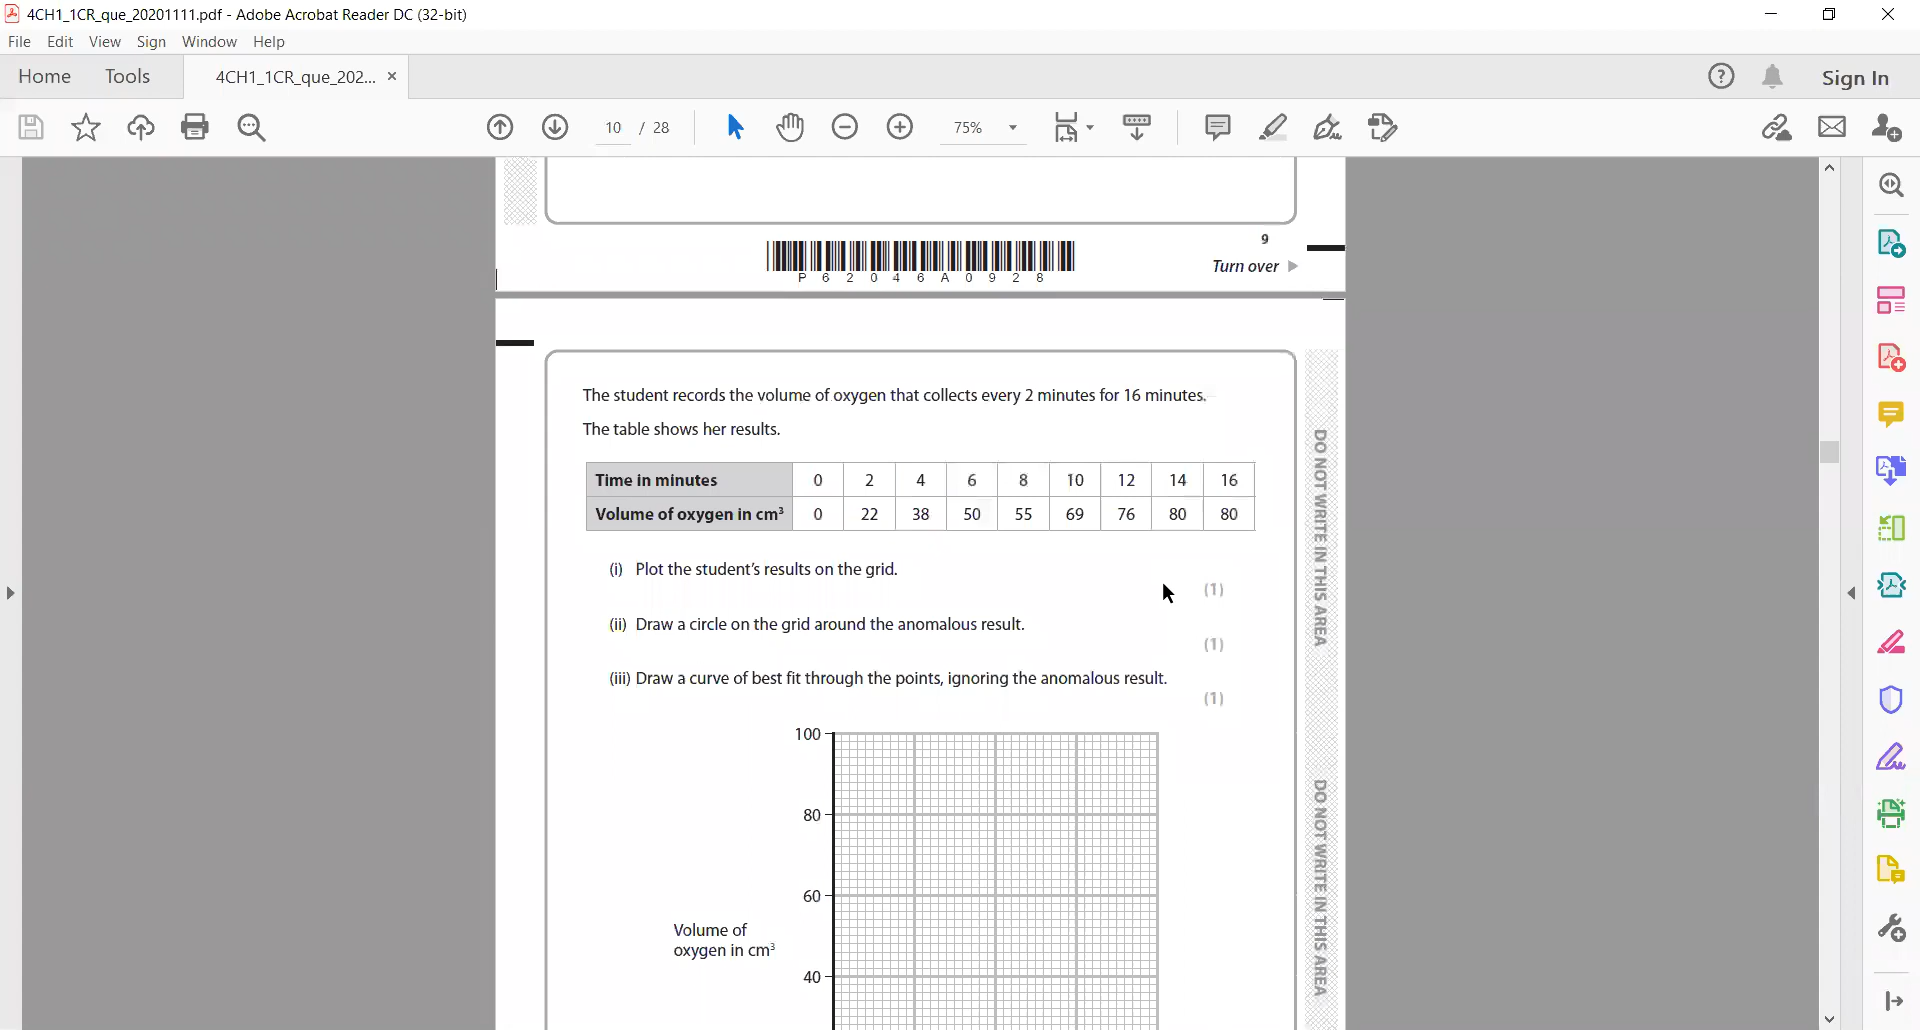 4CH1_1CR_que_20201111.pdf - Adobe Acrobat Reader DC (32-bit)
File Edit View Sign Window Help
Home Tools 4CH1_1CR_que_202... × Sign In
10 / 28 75%
9
P 6 2 0 4 6 A 0 9 2 8
Turn over
The student records the volume of oxygen that collects every 2 minutes for 16 minutes.
The table shows her results.
Time in minutes 0 2 4 6 8 10 12 14 16
Volume of oxygen in cm³ 0 22 38 50 55 69 76 80 80
(i) Plot the student's results on the grid.
(1)
(ii) Draw a circle on the grid around the anomalous result.
(1)
(iii) Draw a curve of best fit through the points, ignoring the anomalous result.
(1)
100
80
60
Volume of
oxygen in cm³
40
DO NOT WRITE IN THIS AREA
DO NOT WRITE IN THIS AREA